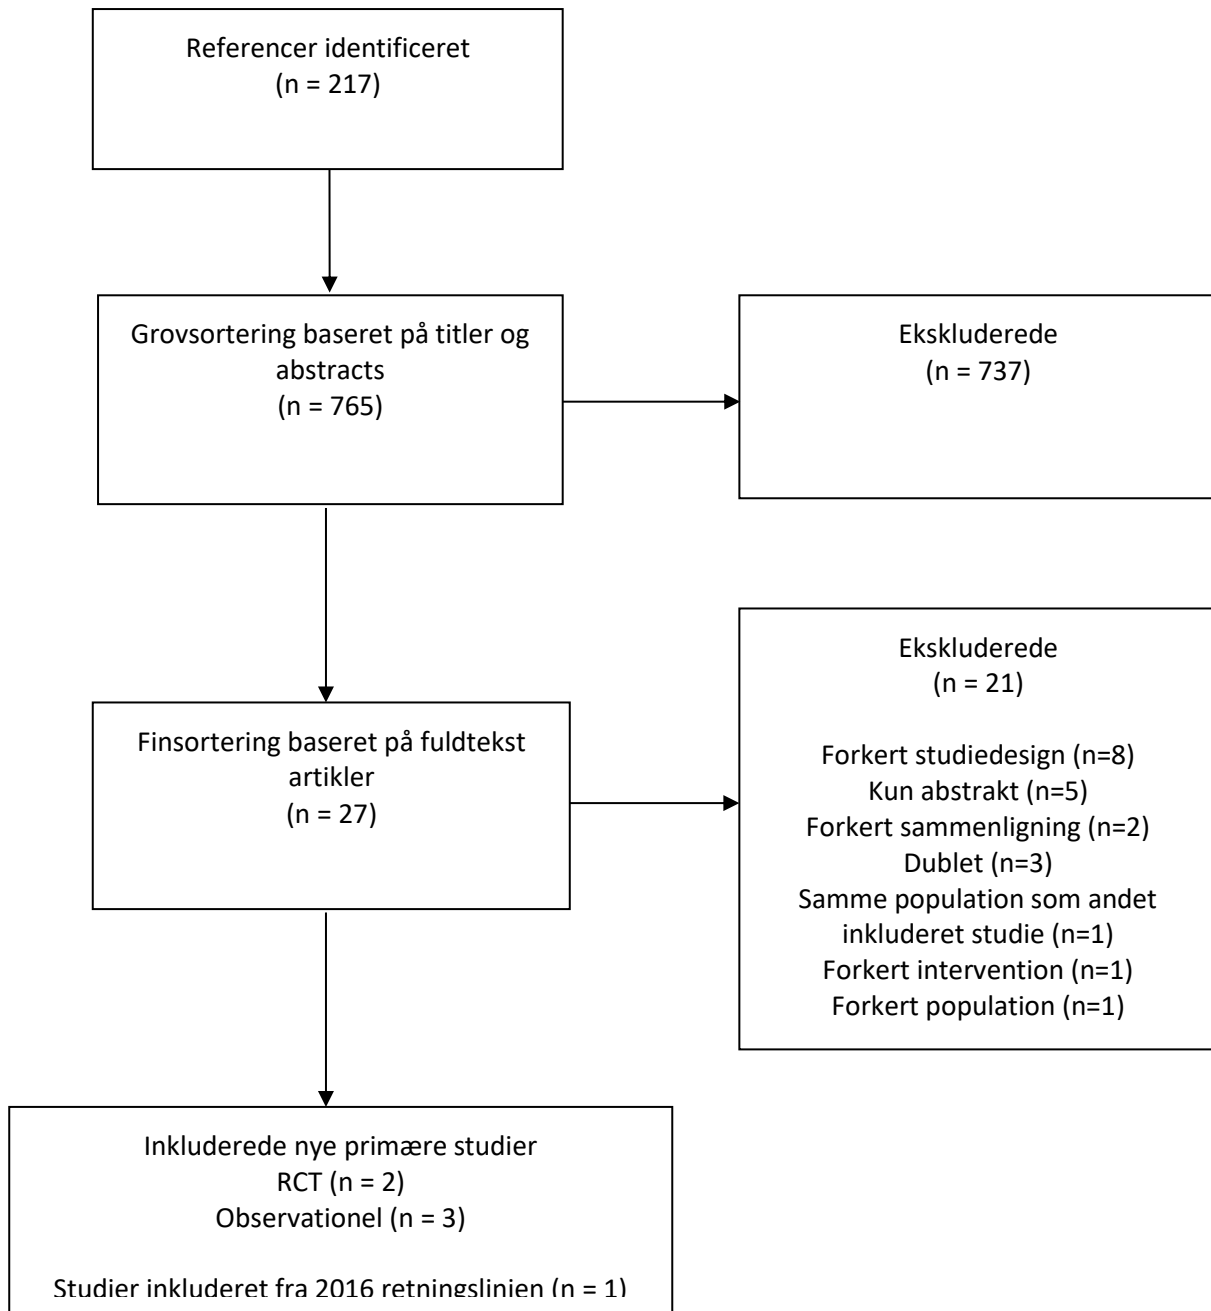 Referencer identificeret
(n = 217)
Grovsortering baseret på titler og
abstracts
(n = 765)
Ekskluderede
(n = 737)
Finsortering baseret på fuldtekst
artikler
(n = 27)
Ekskluderede
(n = 21)
Forkert studiedesign (n=8)
Kun abstrakt (n=5)
Forkert sammenligning (n=2)
Dublet (n=3)
Samme population som andet
inkluderet studie (n=1)
Forkert intervention (n=1)
Forkert population (n=1)
Inkluderede nye primære studier
RCT (n = 2)
Observationel (n = 3)
Studier inkluderet fra 2016 retningslinien (n = 1)